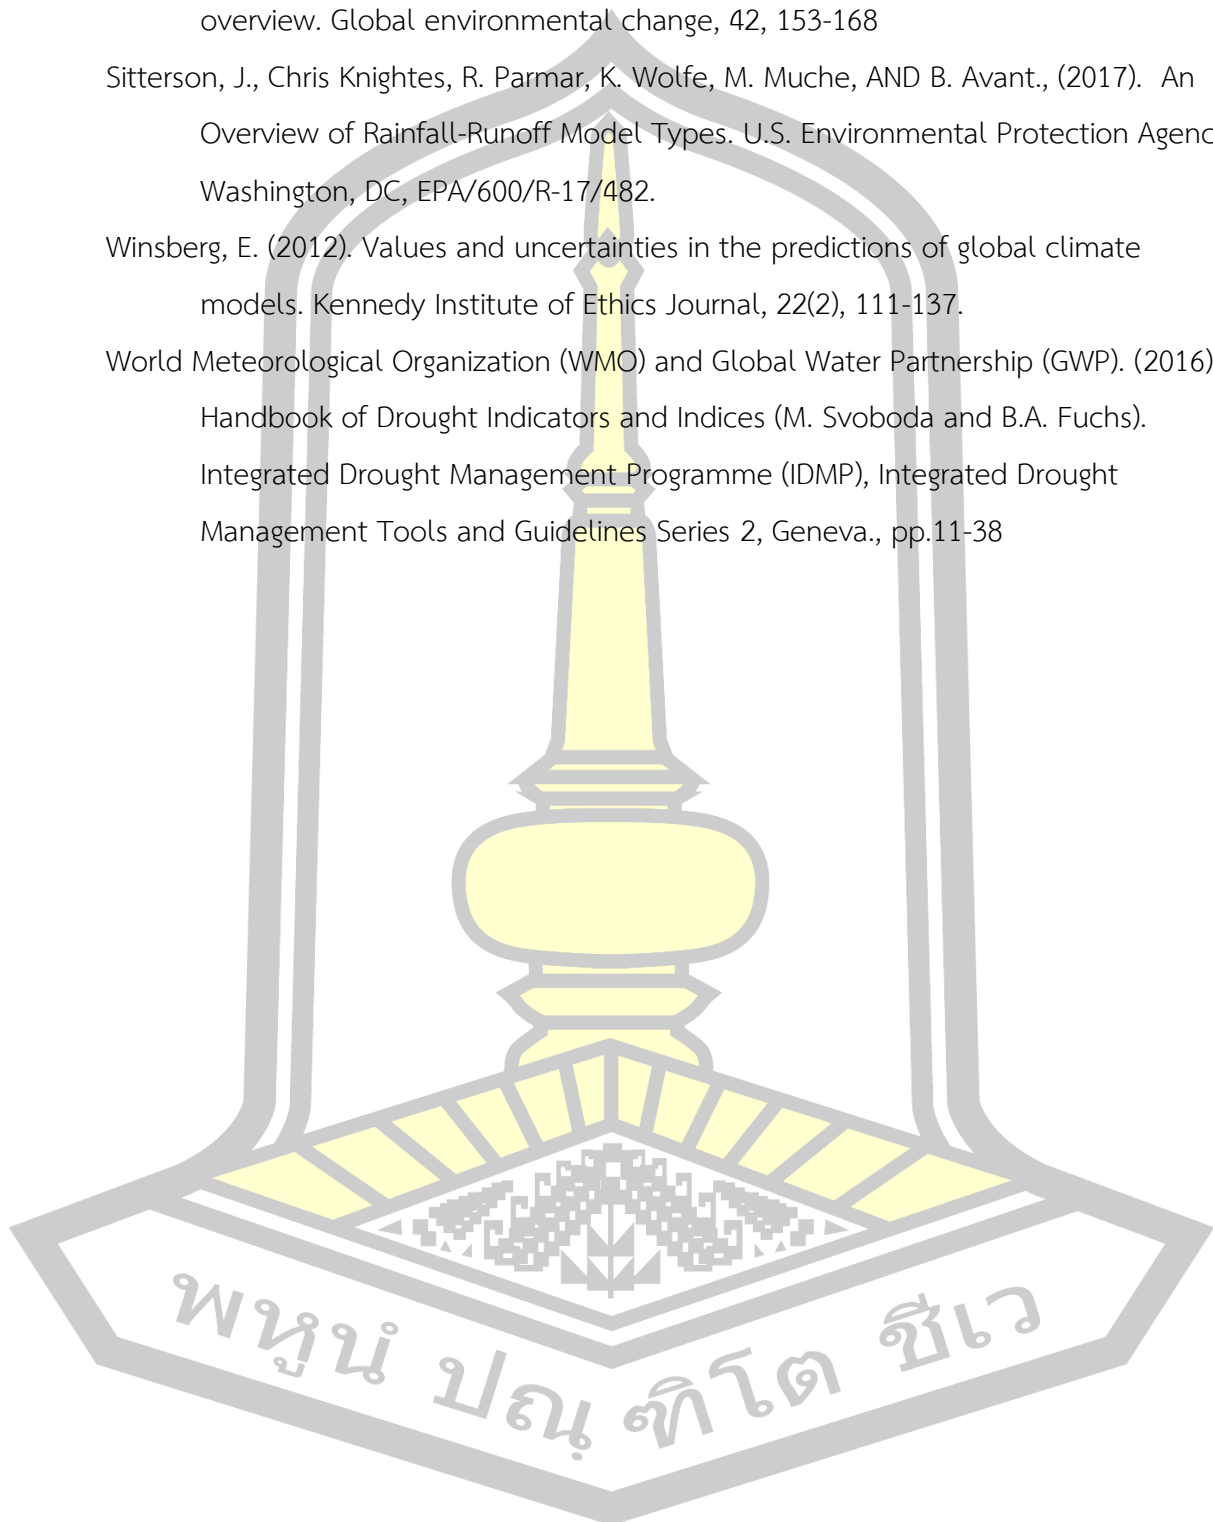 overview. Global environmental change, 42, 153-168
Sitterson, J., Chris Knightes, R. Parmar, K. Wolfe, M. Muche, AND B. Avant., (2017).  An
Overview of Rainfall-Runoff Model Types. U.S. Environmental Protection Agenc
Washington, DC, EPA/600/R-17/482.
Winsberg, E. (2012). Values and uncertainties in the predictions of global climate
models. Kennedy Institute of Ethics Journal, 22(2), 111-137.
World Meteorological Organization (WMO) and Global Water Partnership (GWP). (2016)
Handbook of Drought Indicators and Indices (M. Svoboda and B.A. Fuchs).
Integrated Drought Management Programme (IDMP), Integrated Drought
Management Tools and Guidelines Series 2, Geneva., pp.11-38
พหูนํ ปณฺ ฑิโต ชีเว